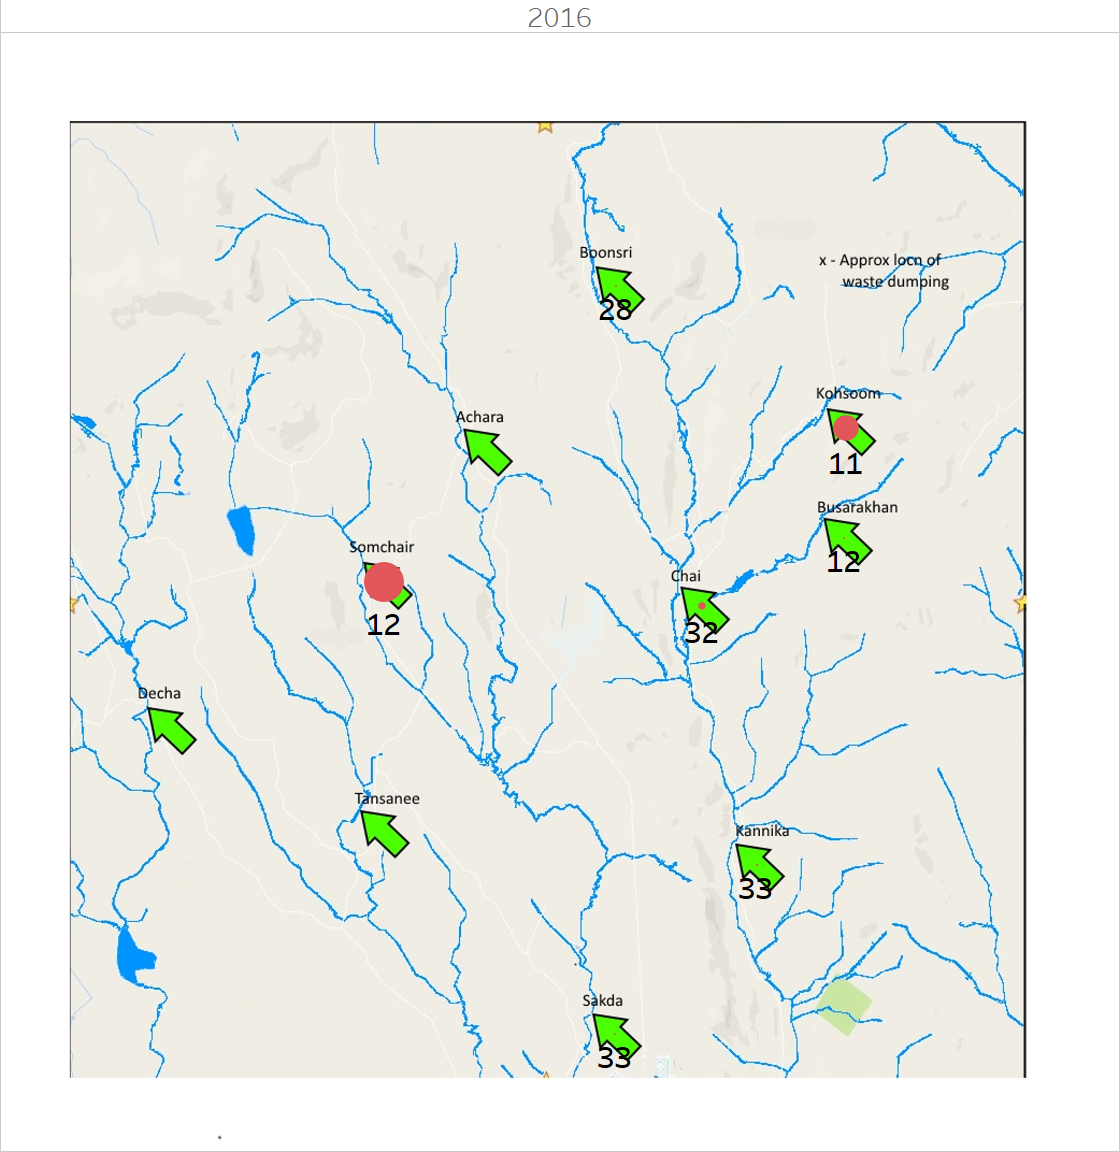 2016
Boonsri
x - Approx locn of
waste dumping
28
Kohsoom
Achara
11
Busarakhan
Somchair
12
Chai
12
32
Decha
Tansanee
Kannika
33
Sakda
33